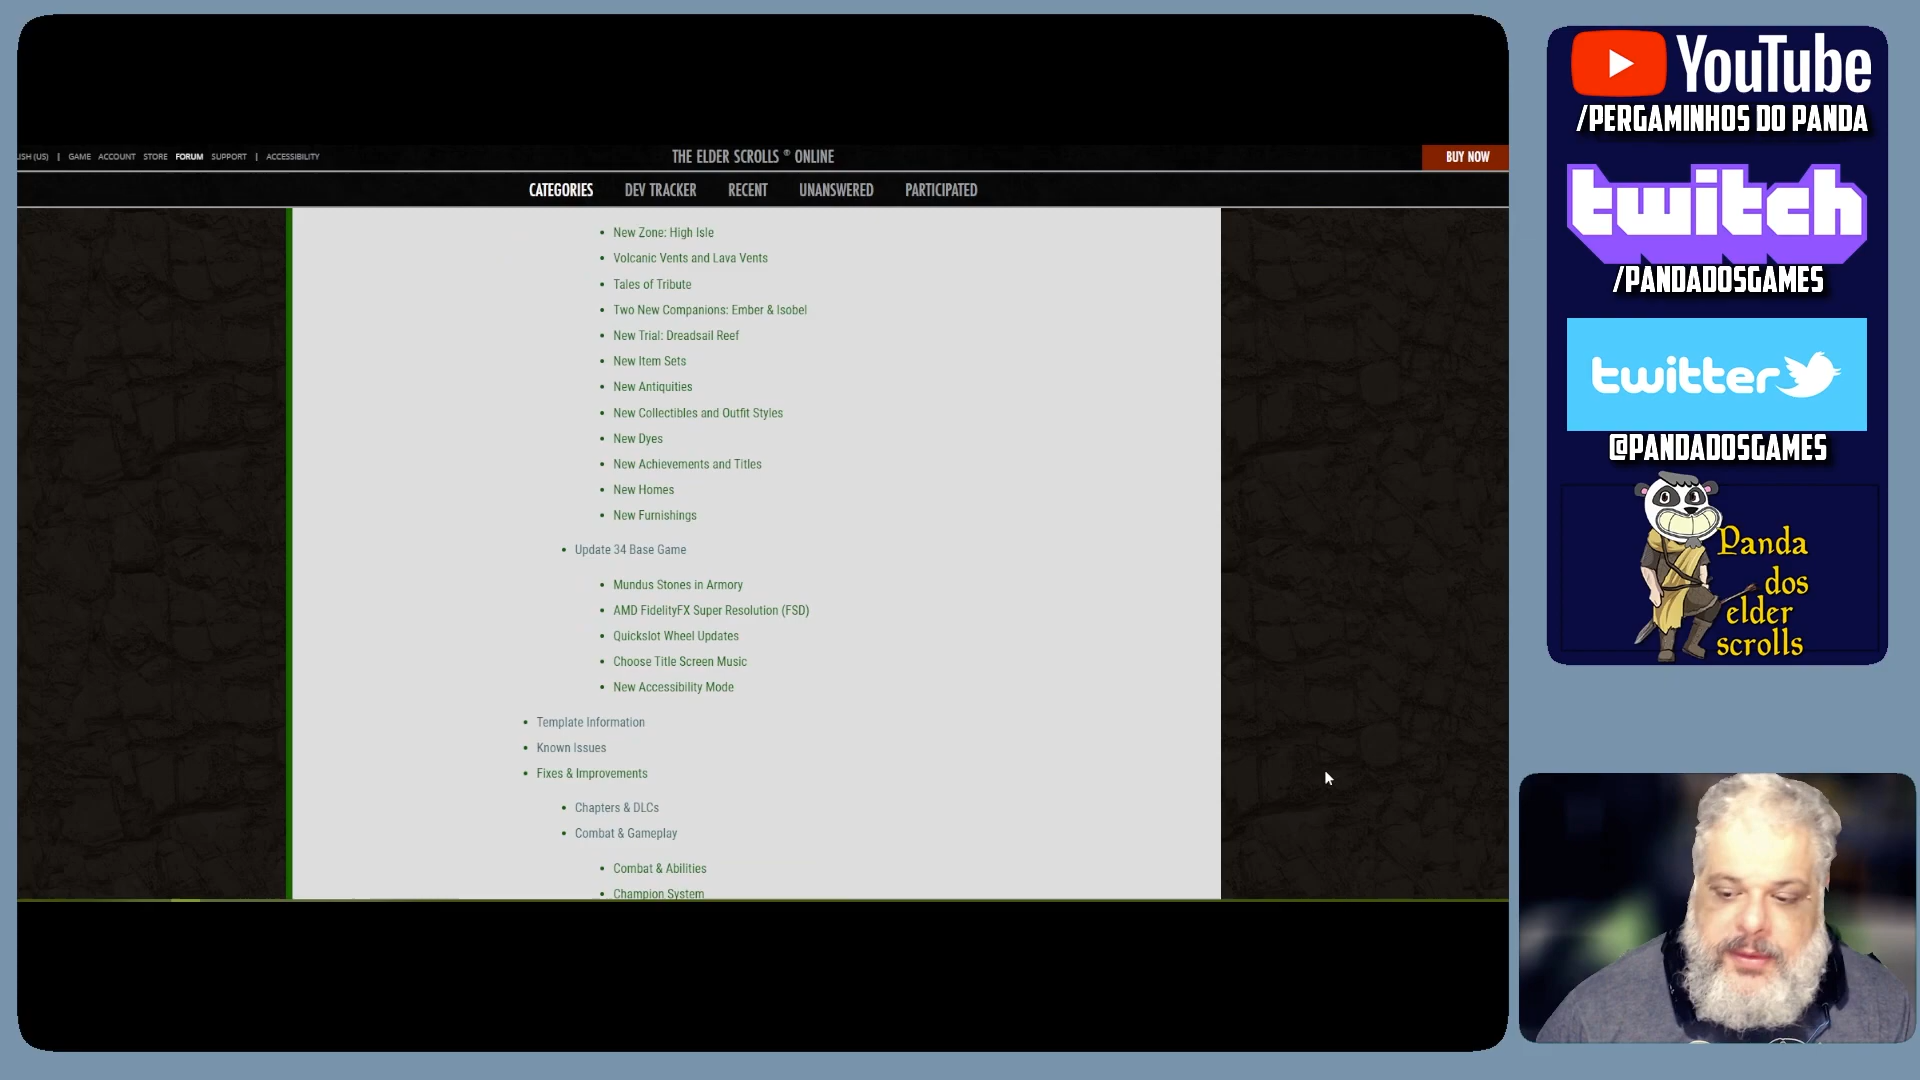 JSH (US) | GAME ACCOUNT STORE FORUM SUPPORT | ACCESSIBILITY
THE ELDER SCROLLS ® ONLINE
BUY NOW
CATEGORIES DEV TRACKER RECENT UNANSWERED PARTICIPATED
New Zone: High Isle
Volcanic Vents and Lava Vents
Tales of Tribute
Two New Companions: Ember & Isobel
New Trial: Dreadsail Reef
New Item Sets
New Antiquities
New Collectibles and Outfit Styles
New Dyes
New Achievements and Titles
New Homes
New Furnishings
Update 34 Base Game
Mundus Stones in Armory
AMD FidelityFX Super Resolution (FSD)
Quickslot Wheel Updates
Choose Title Screen Music
New Accessibility Mode
Template Information
Known Issues
Fixes & Improvements
Chapters & DLCs
Combat & Gameplay
Combat & Abilities
Champion System
YouTube
/PERGAMINHOS DO PANDA
twitch
/PANDADOSGAMES
twitter
@PANDADOSGAMES
Panda
dos
elder
scrolls